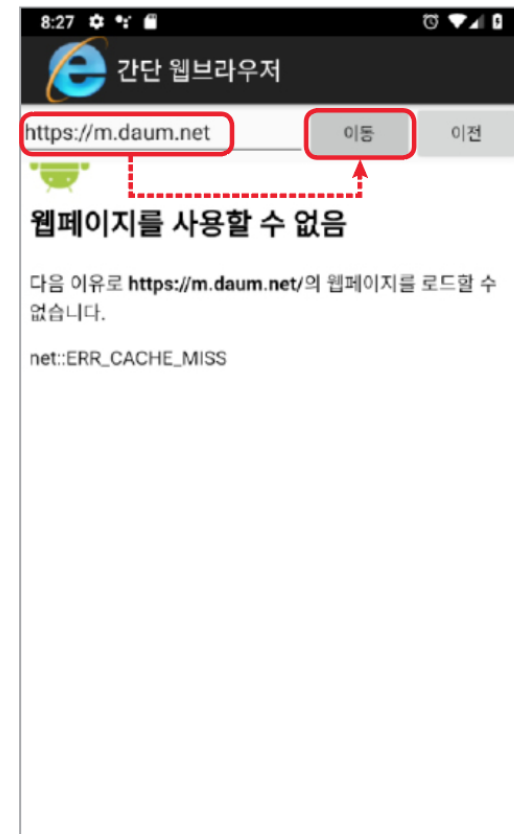 8:27
간단 웹브라우저
https://m.daum.net 이동 이전
웹페이지를 사용할 수 없음
다음 이유로 https://m.daum.net/의 웹페이지를 로드할 수
없습니다.
net::ERR_CACHE_MISS